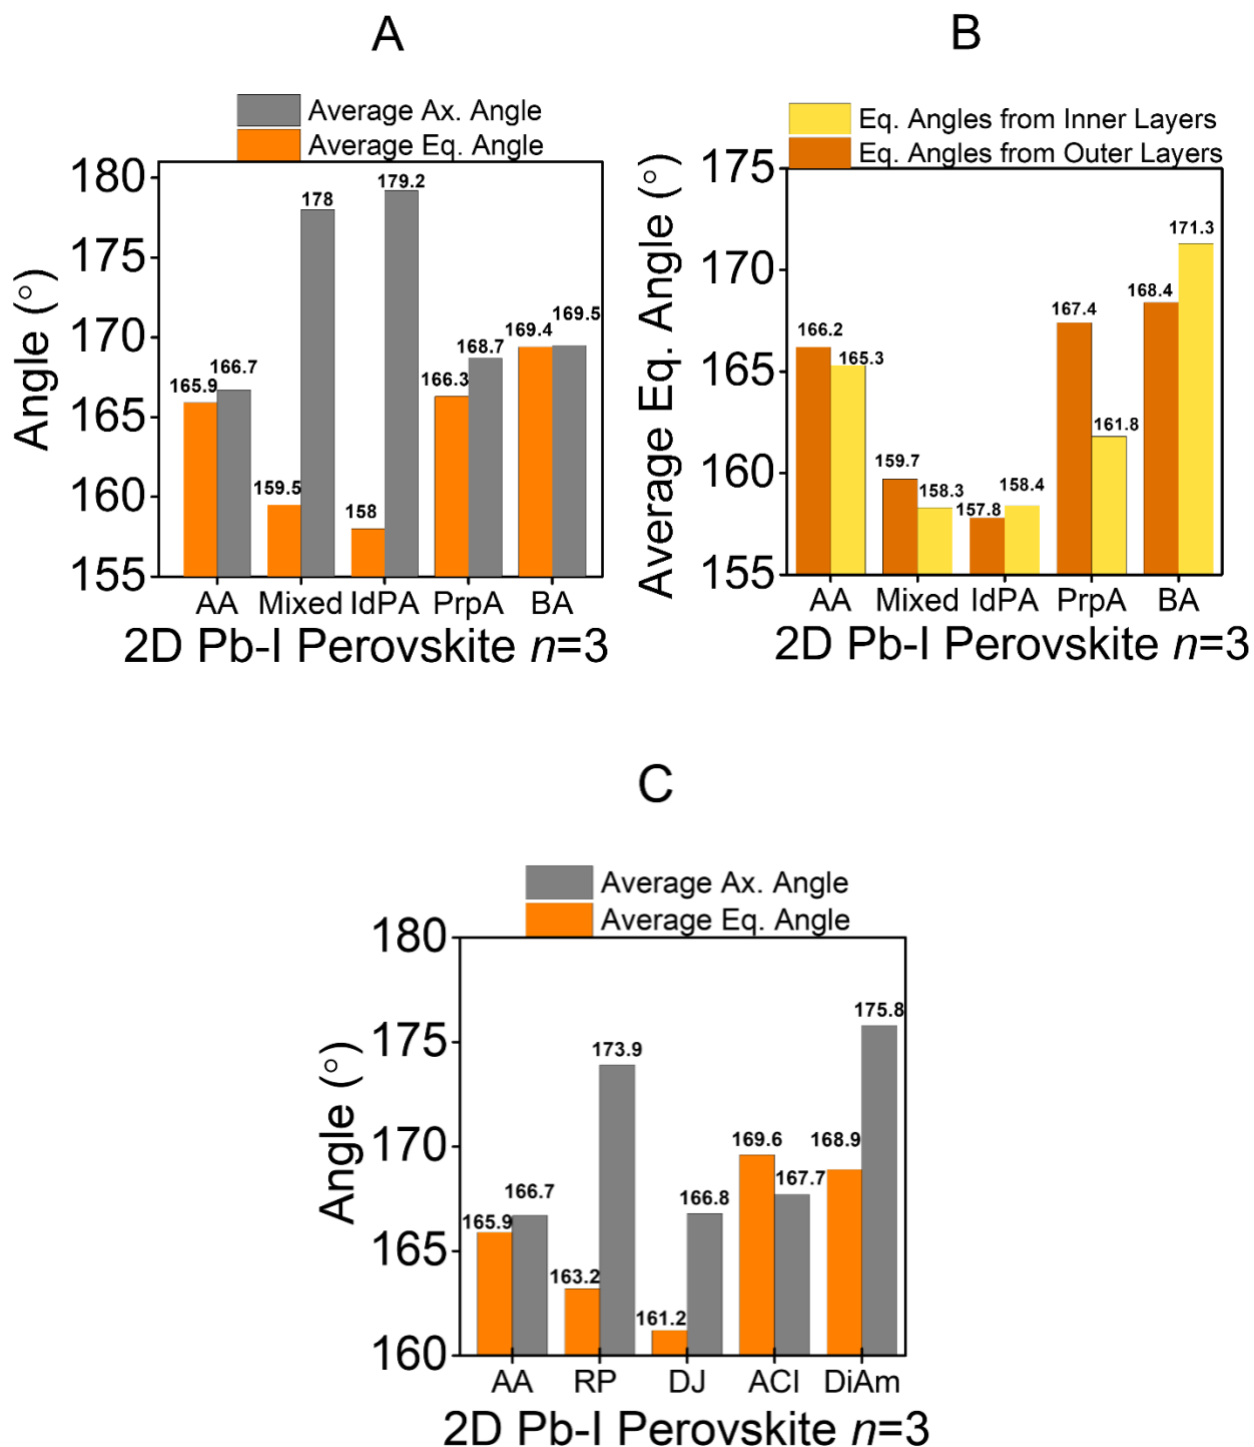 A
Average Ax. Angle
Average Eq. Angle
Angle (°)
180
175
170
165
160
155
165.9
166.7
159.5
178
158
179.2
166.3
168.7
169.4
169.5
AA Mixed IdPA PrpA BA
2D Pb-I Perovskite n=3
B
Eq. Angles from Inner Layers
Eq. Angles from Outer Layers
Average Eq. Angle (°)
175
170
165
160
155
166.2
165.3
159.7
158.3
157.8
158.4
167.4
161.8
168.4
171.3
AA Mixed IdPA PrpA BA
2D Pb-I Perovskite n=3
C
Average Ax. Angle
Average Eq. Angle
Angle (°)
180
175
170
165
160
165.9
166.7
163.2
173.9
161.2
166.8
169.6
167.7
168.9
175.8
AA RP DJ ACI DiAm
2D Pb-I Perovskite n=3